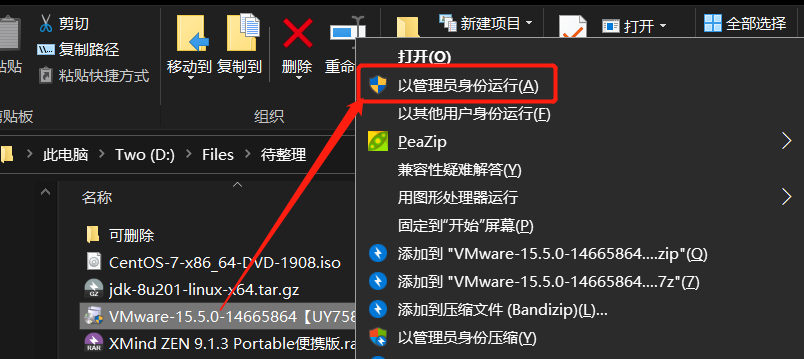 剪切
复制路径
粘贴快捷方式
粘贴
剪贴板
移动到
复制到
删除
重命
组织
新建项目
打开
全部选择
此电脑
Two (D:)
Files
待整理
名称
可删除
CentOS-7-x86_64-DVD-1908.iso
jdk-8u201-linux-x64.tar.gz
VMware-15.5.0-14665864【UY758
XMind ZEN 9.1.3 Portable便携版.ra
打开(O)
以管理员身份运行(A)
以其他用户身份运行(F)
PeaZip
兼容性疑难解答(Y)
用图形处理器运行
固定到"开始"屏幕(P)
添加到 "VMware-15.5.0-14665864....zip"(Q)
添加到 "VMware-15.5.0-14665864....7z"(7)
添加到压缩文件 (Bandizip)(L)...
以管理员身份压缩(Y)